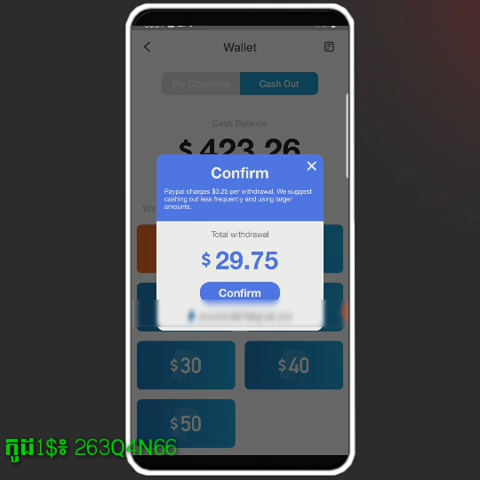 Wallet
My Clapcoins Cash Out
Cash Balance
$ 423.26
Confirm
Paypal charges $0.25 per withdrawal. We suggest
cashing out less frequently and using larger
amounts.
Total withdrawal
$ 29.75
Confirm
$30 $40
$50
កូដ1$៖ 263Q4N66